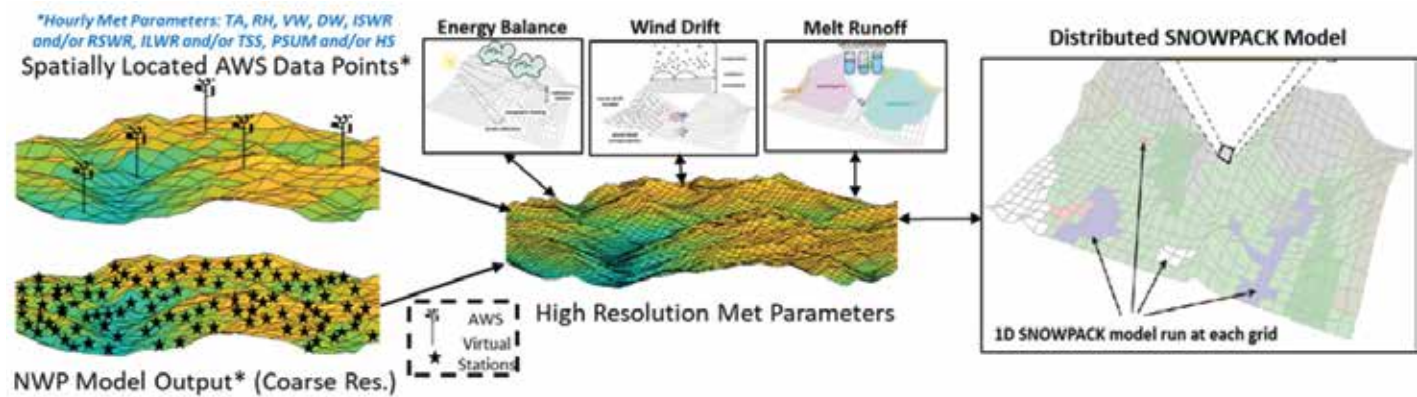 *Hourly Met Parameters: TA, RH, VW, DW, ISWR
and/or RSWR, ILWR and/or TSS, PSUM and/or HS
Spatially Located AWS Data Points*
Energy Balance
Wind Drift
Melt Runoff
Distributed SNOWPACK Model
High Resolution Met Parameters
AWS
Virtual
Stations
NWP Model Output* (Coarse Res.)
1D SNOWPACK model run at each grid